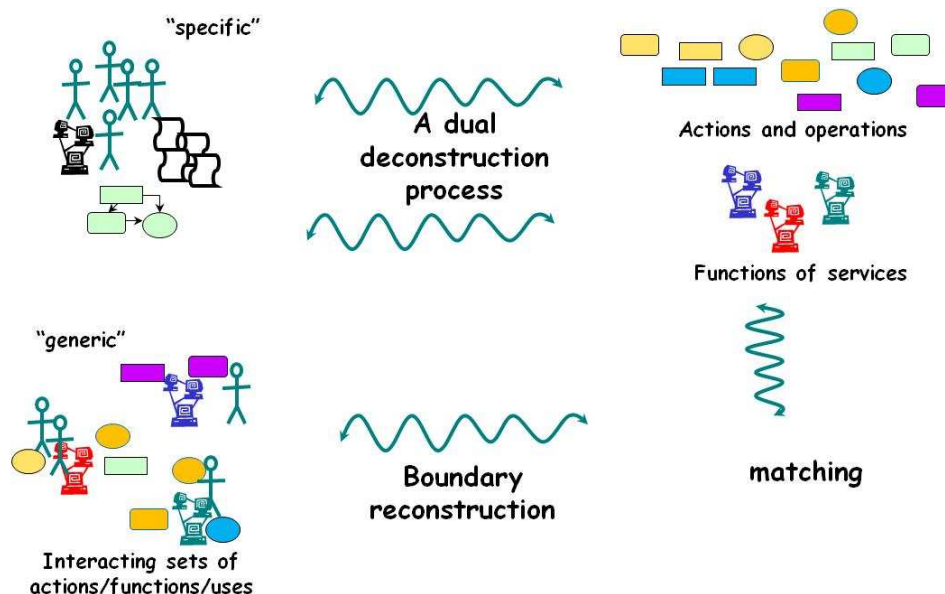 “specific”
A dual
deconstruction
process
Actions and operations
Functions of services
“generic”
Boundary
reconstruction
matching
Interacting sets of
actions/functions/uses